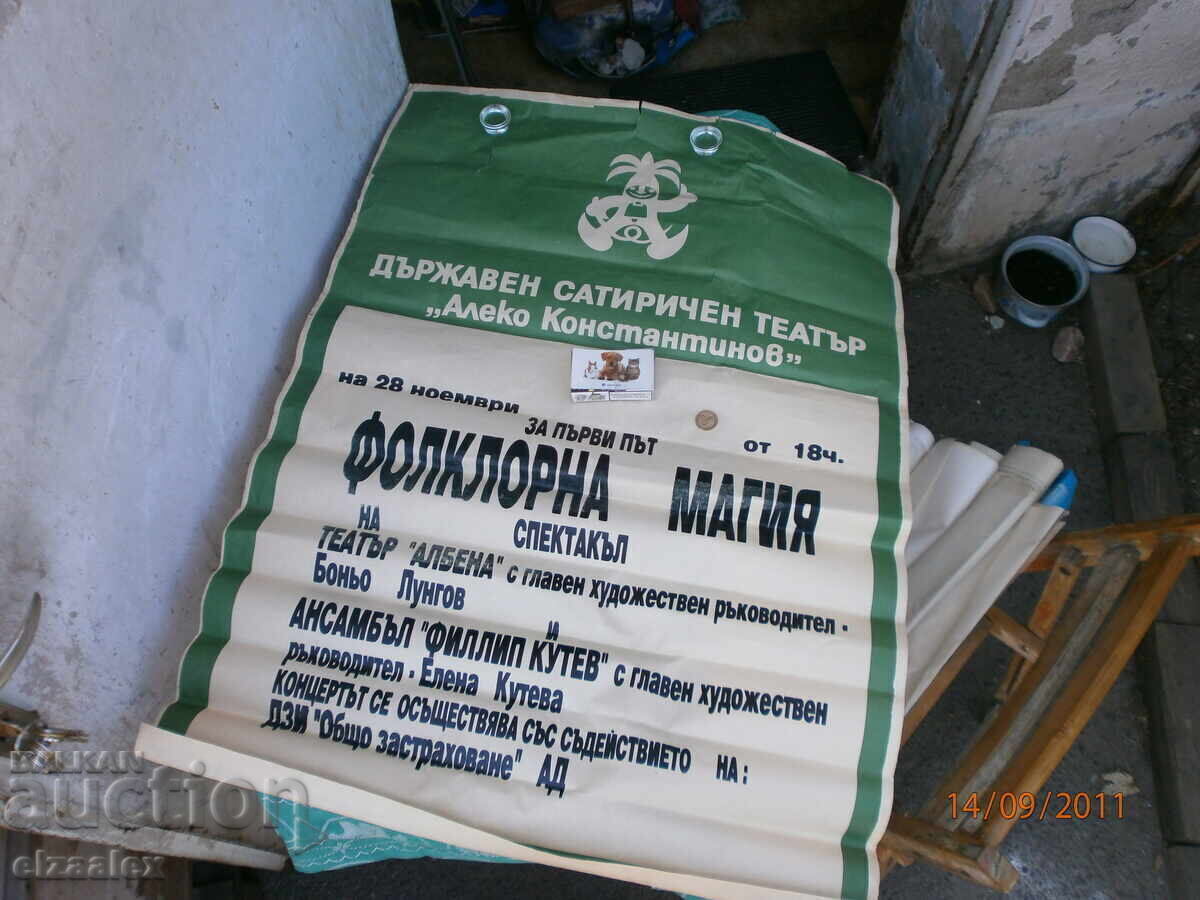 ДЪРЖАВЕН САТИРИЧЕН ТЕАТЪР
„Алеко Константинов”
на 28 ноември
ЗА ПЪРВИ ПЪТ
от 18ч.
ФОЛКЛОРНА МАГИЯ
СПЕКТАКЪЛ
НА
ТЕАТЪР "АЛБЕНА" с главен художествен ръководител -
Боньо Лунгов
и
АНСАМБЪЛ "ФИЛЛИП КУТЕВ" с главен художествен
ръководител - Елена Кутева
КОНЦЕРТЪТ СЕ ОСЪЩЕСТВЯВА СЪС СЪДЕЙСТВИЕТО НА:
ДЗИ "Общо застраховане" АД
14/09/2011
BALKAN
auction
elzaalex